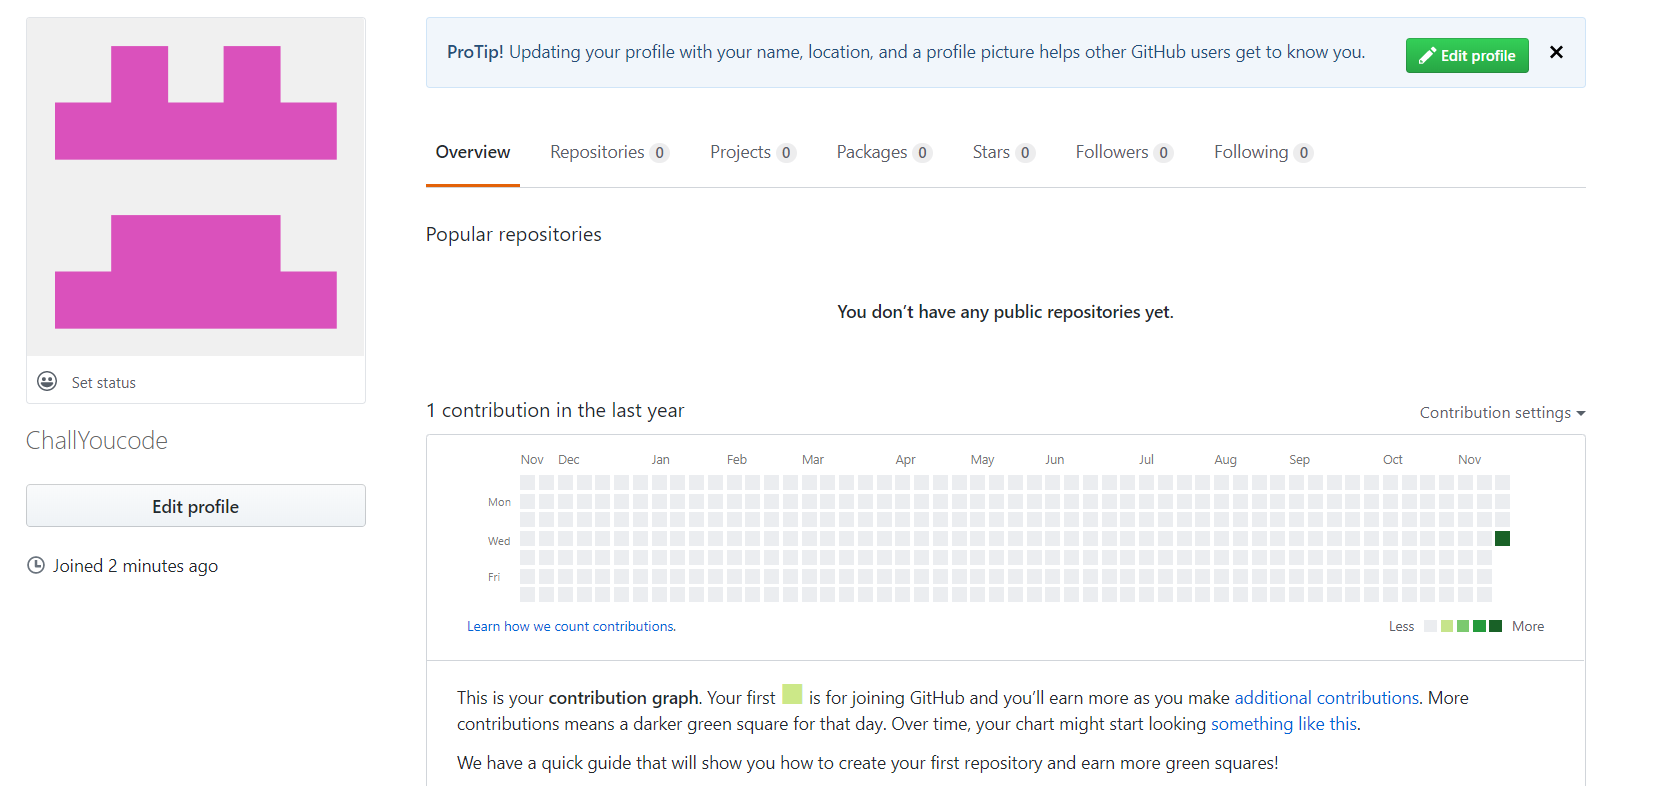 Set status
ChallYoucode
Edit profile
Joined 2 minutes ago
ProTip! Updating your profile with your name, location, and a profile picture helps other GitHub users get to know you.
Edit profile
Overview Repositories 0 Projects 0 Packages 0 Stars 0 Followers 0 Following 0
Popular repositories
You don’t have any public repositories yet.
1 contribution in the last year
Contribution settings
Nov Dec Jan Feb Mar Apr May Jun Jul Aug Sep Oct Nov
Mon
Wed
Fri
Learn how we count contributions.
Less More
This is your contribution graph. Your first is for joining GitHub and you’ll earn more as you make additional contributions. More
contributions means a darker green square for that day. Over time, your chart might start looking something like this.
We have a quick guide that will show you how to create your first repository and earn more green squares!